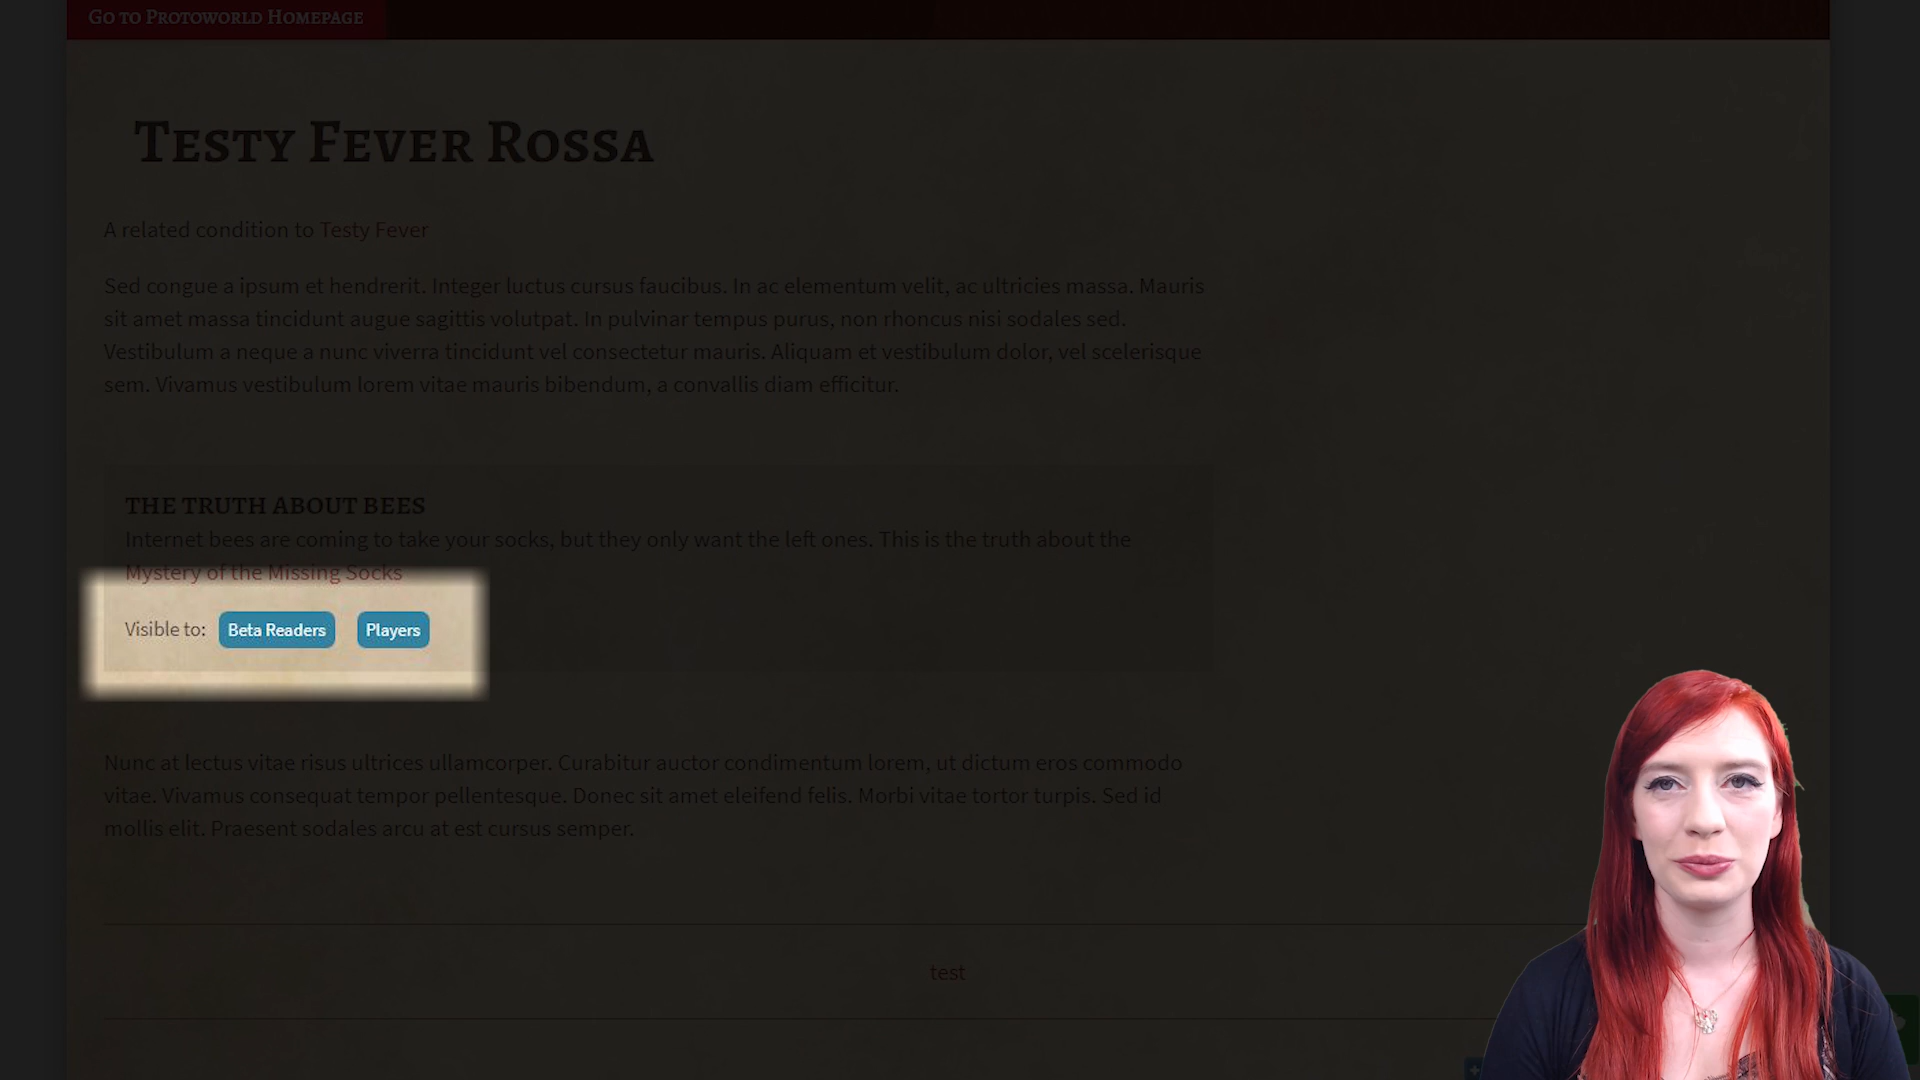 Go to Protoworld Homepage
Testy Fever Rossa
A related condition to Testy Fever
Sed congue a ipsum et hendrerit. Integer luctus cursus faucibus. In ac elementum velit, ac ultricies massa. Mauris
sit amet massa tincidunt augue sagittis volutpat. In pulvinar tempus purus, non rhoncus nisi sodales sed.
Vestibulum a neque a nunc viverra tincidunt vel consectetur mauris. Aliquam et vestibulum dolor, vel scelerisque
sem. Vivamus vestibulum lorem vitae mauris bibendum, a convallis diam efficitur.
THE TRUTH ABOUT BEES
Internet bees are coming to take your socks, but they only want the left ones. This is the truth about the
Mystery of the Missing Socks
Visible to: Beta Readers Players
Nunc at lectus vitae risus ultrices ullamcorper. Curabitur auctor condimentum lorem, ut dictum eros commodo
vitae. Vivamus consequat tempor pellentesque. Donec sit amet eleifend felis. Morbi vitae tortor turpis. Sed id
mollis elit. Praesent sodales arcu at est cursus semper.
test